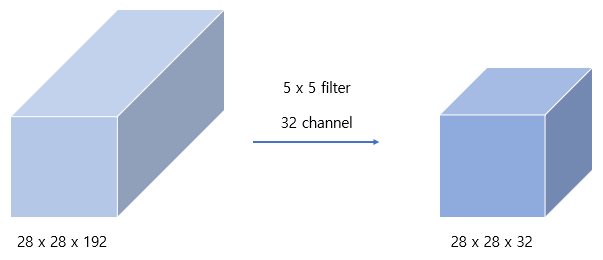 5 x 5 filter
32 channel
28 x 28 x 192
28 x 28 x 32